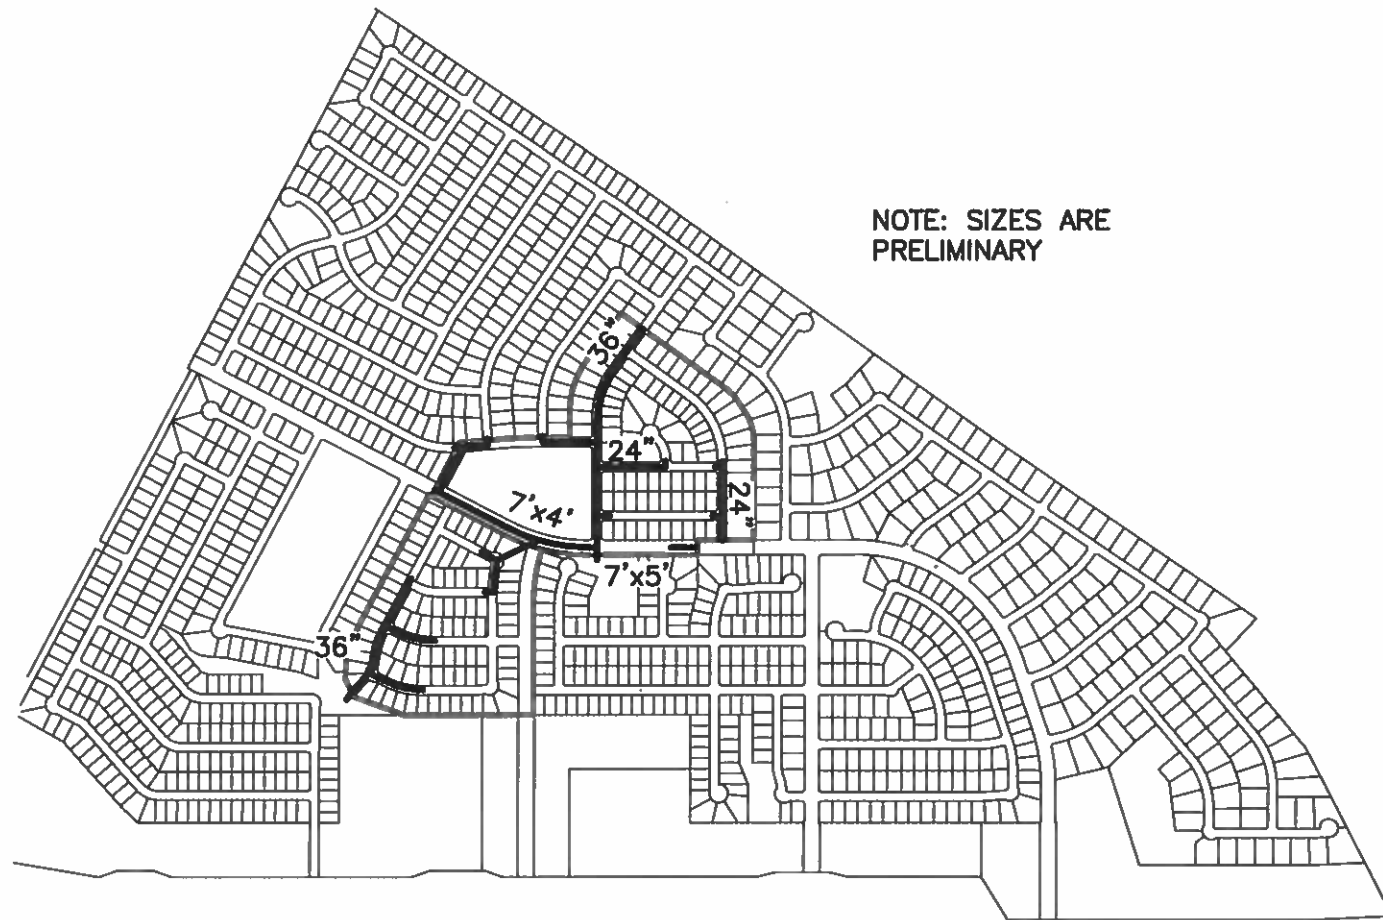 NOTE: SIZES ARE
PRELIMINARY
36"
24"
24"
7'x4'
7'x5'
36"